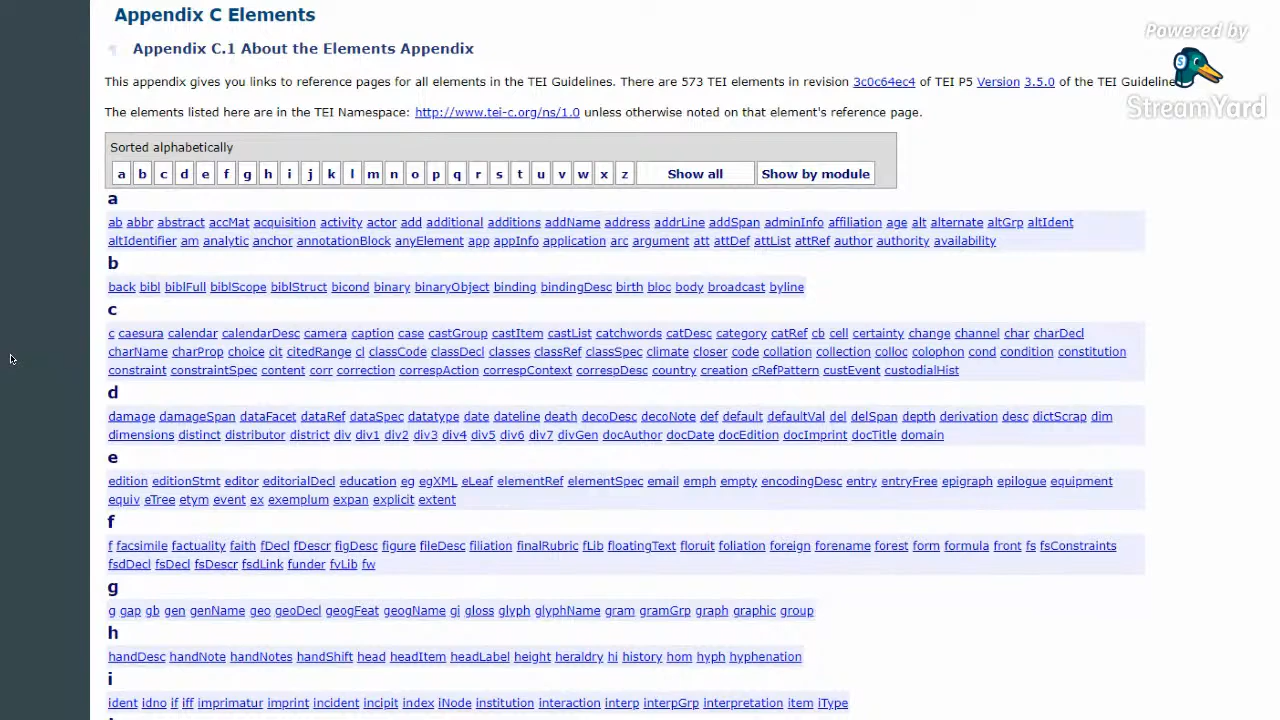 Appendix C Elements
¶ Appendix C.1 About the Elements Appendix
This appendix gives you links to reference pages for all elements in the TEI Guidelines. There are 573 TEI elements in revision 3c0c64ec4 of TEI P5 Version 3.5.0 of the TEI Guideline
The elements listed here are in the TEI Namespace: http://www.tei-c.org/ns/1.0 unless otherwise noted on that element's reference page.
Sorted alphabetically
a b c d e f g h i j k l m n o p q r s t u v w x z Show all Show by module
a
ab abbr abstract accMat acquisition activity actor add additional additions addName address addrLine addSpan adminInfo affiliation age alt alternate altGrp altIdent
altIdentifier am analytic anchor annotationBlock anyElement app appInfo application arc argument att attDef attList attRef author authority availability
b
back bibl biblFull biblScope biblStruct bicond binary binaryObject binding bindingDesc birth bloc body broadcast byline
c
c caesura calendar calendarDesc camera caption case castGroup castItem castList catchwords catDesc category catRef cb cell certainty change channel char charDecl
charName charProp choice cit citedRange cl classCode classDecl classes classRef classSpec climate closer code collation collection colloc colophon cond condition constitution
constraint constraintSpec content corr correction correspAction correspContext correspDesc country creation cRefPattern custEvent custodialHist
d
damage damageSpan dataFacet dataRef dataSpec datatype date dateline death decoDesc decoNote def default defaultVal del delSpan depth derivation desc dictScrap dim
dimensions distinct distributor district div div1 div2 div3 div4 div5 div6 div7 divGen docAuthor docDate docEdition docImprint docTitle domain
e
edition editionStmt editor editorialDecl education eg egXML eLeaf elementRef elementSpec email emph empty encodingDesc entry entryFree epigraph epilogue equipment
equiv eTree etym event ex exemplum expan explicit extent
f
f facsimile factuality faith fDecl fDescr figDesc figure fileDesc filiation finalRubric fLib floatingText floruit foliation foreign forename forest form formula front fs fsConstraints
fsdDecl fsDecl fsDescr fsdLink funder fvLib fw
g
g gap gb gen genName geo geoDecl geogFeat geogName gi gloss glyph glyphName gram gramGrp graph graphic group
h
handDesc handNote handNotes handShift head headItem headLabel height heraldry hi history hom hyph hyphenation
i
ident idno if iff imprimatur imprint incident incipit index iNode institution interaction interp interpGrp interpretation item iType
Powered by
StreamYard